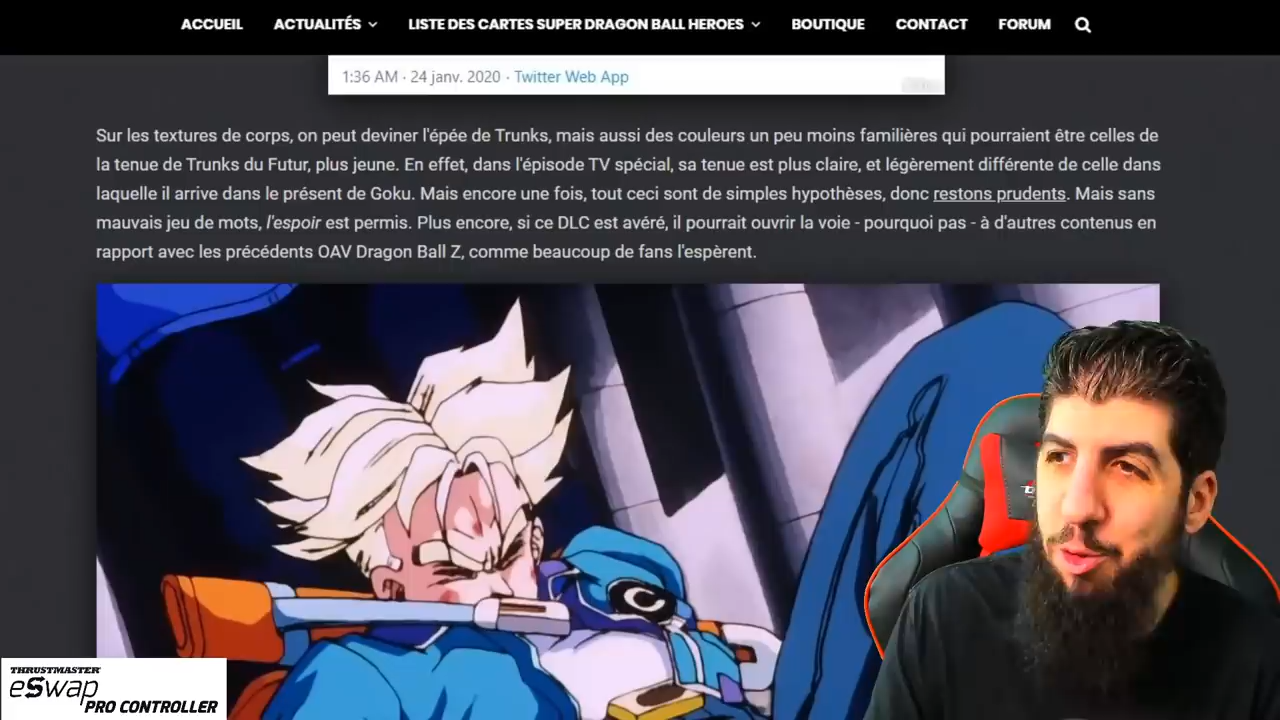 ACCUEIL ACTUALITÉS LISTE DES CARTES SUPER DRAGON BALL HEROES BOUTIQUE CONTACT FORUM
1:36 AM · 24 janv. 2020 · Twitter Web App
Sur les textures de corps, on peut deviner l'épée de Trunks, mais aussi des couleurs un peu moins familières qui pourraient être celles de
la tenue de Trunks du Futur, plus jeune. En effet, dans l'épisode TV spécial, sa tenue est plus claire, et légèrement différente de celle dans
laquelle il arrive dans le présent de Goku. Mais encore une fois, tout ceci sont de simples hypothèses, donc restons prudents. Mais sans
mauvais jeu de mots, l'espoir est permis. Plus encore, si ce DLC est avéré, il pourrait ouvrir la voie - pourquoi pas - à d'autres contenus en
rapport avec les précédents OAV Dragon Ball Z, comme beaucoup de fans l'espèrent.
THRUSTMASTER
eSwap
PRO CONTROLLER